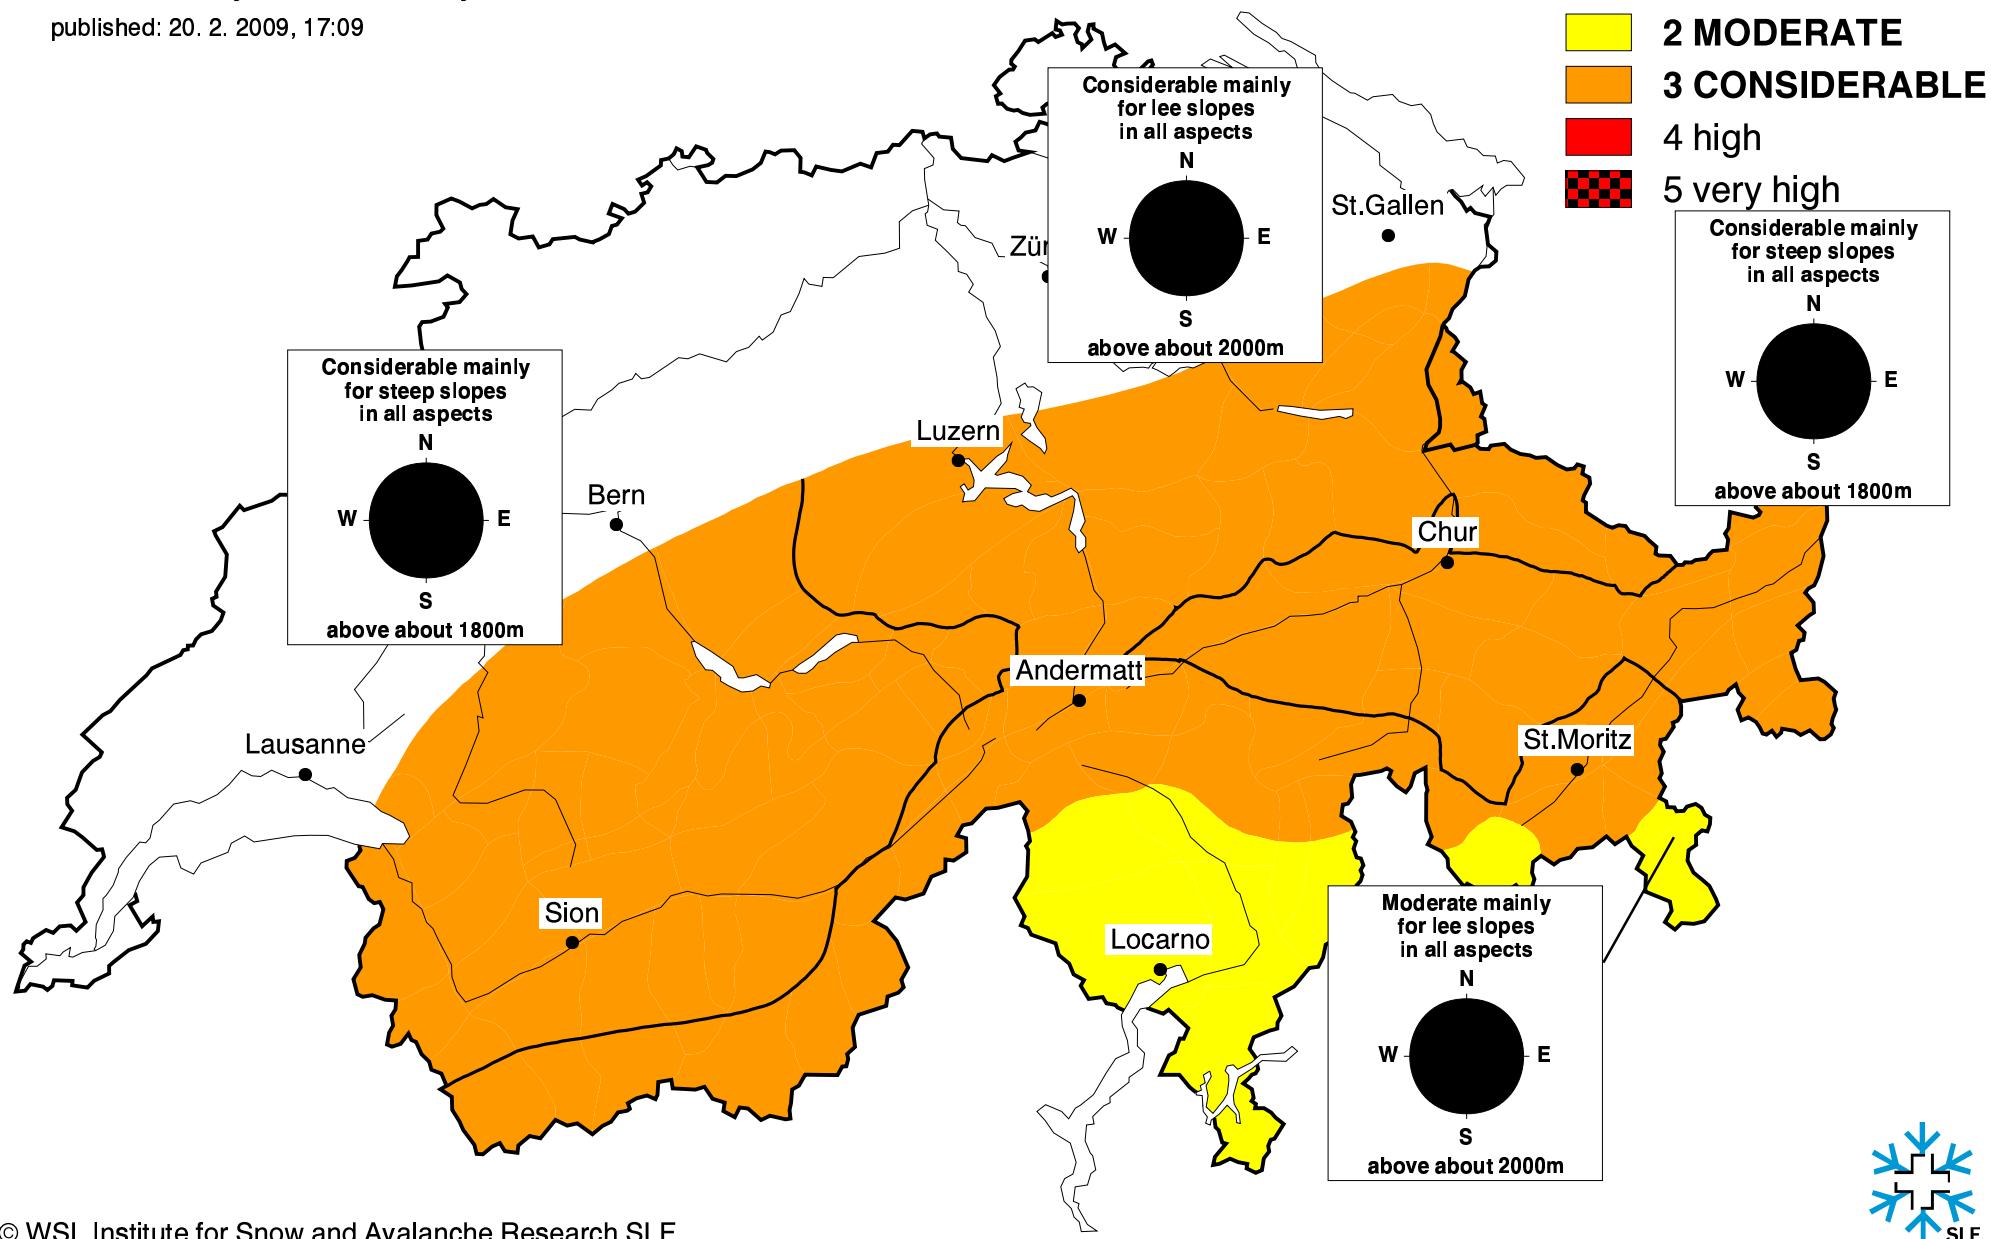 published: 20. 2. 2009, 17:09
2 MODERATE
3 CONSIDERABLE
4 high
5 very high
Considerable mainly
for lee slopes
in all aspects
N
W
E
S
above about 2000m
St.Gallen
Zür
Considerable mainly
for steep slopes
in all aspects
N
W
E
S
above about 1800m
Considerable mainly
for steep slopes
in all aspects
N
W
E
S
above about 1800m
Luzern
Bern
Chur
Andermatt
St.Moritz
Lausanne
Sion
Locarno
Moderate mainly
for lee slopes
in all aspects
N
W
E
S
above about 2000m
© WSL Institute for Snow and Avalanche Research SLF
SLF